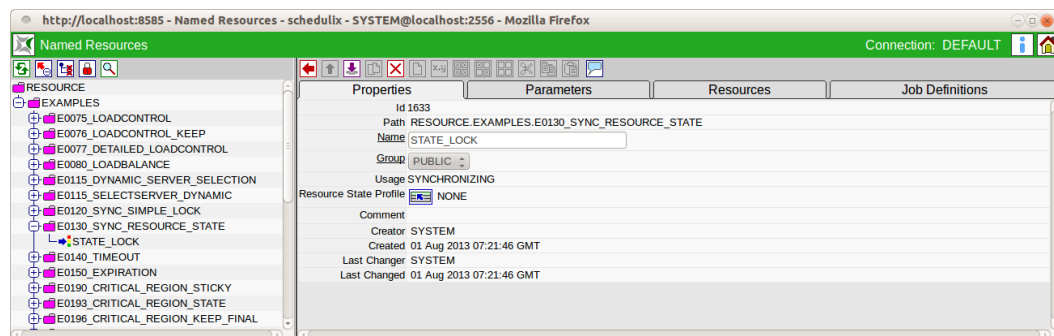 http://localhost:8585 - Named Resources - schedulix - SYSTEM@localhost:2556 - Mozilla Firefox
Named Resources
Connection: DEFAULT
RESOURCE
EXAMPLES
E0075_LOADCONTROL
E0076_LOADCONTROL_KEEP
E0077_DETAILED_LOADCONTROL
E0080_LOADBALANCE
E0115_DYNAMIC_SERVER_SELECTION
E0115_SELECTSERVER_DYNAMIC
E0120_SYNC_SIMPLE_LOCK
E0130_SYNC_RESOURCE_STATE
STATE_LOCK
E0140_TIMEOUT
E0150_EXPIRATION
E0190_CRITICAL_REGION_STICKY
E0193_CRITICAL_REGION_STATE
E0196_CRITICAL_REGION_KEEP_FINAL
Properties Parameters Resources Job Definitions
Id 1633
Path RESOURCE.EXAMPLES.E0130_SYNC_RESOURCE_STATE
Name STATE_LOCK
Group PUBLIC
Usage SYNCHRONIZING
Resource State Profile NONE
Comment
Creator SYSTEM
Created 01 Aug 2013 07:21:46 GMT
Last Changer SYSTEM
Last Changed 01 Aug 2013 07:21:46 GMT